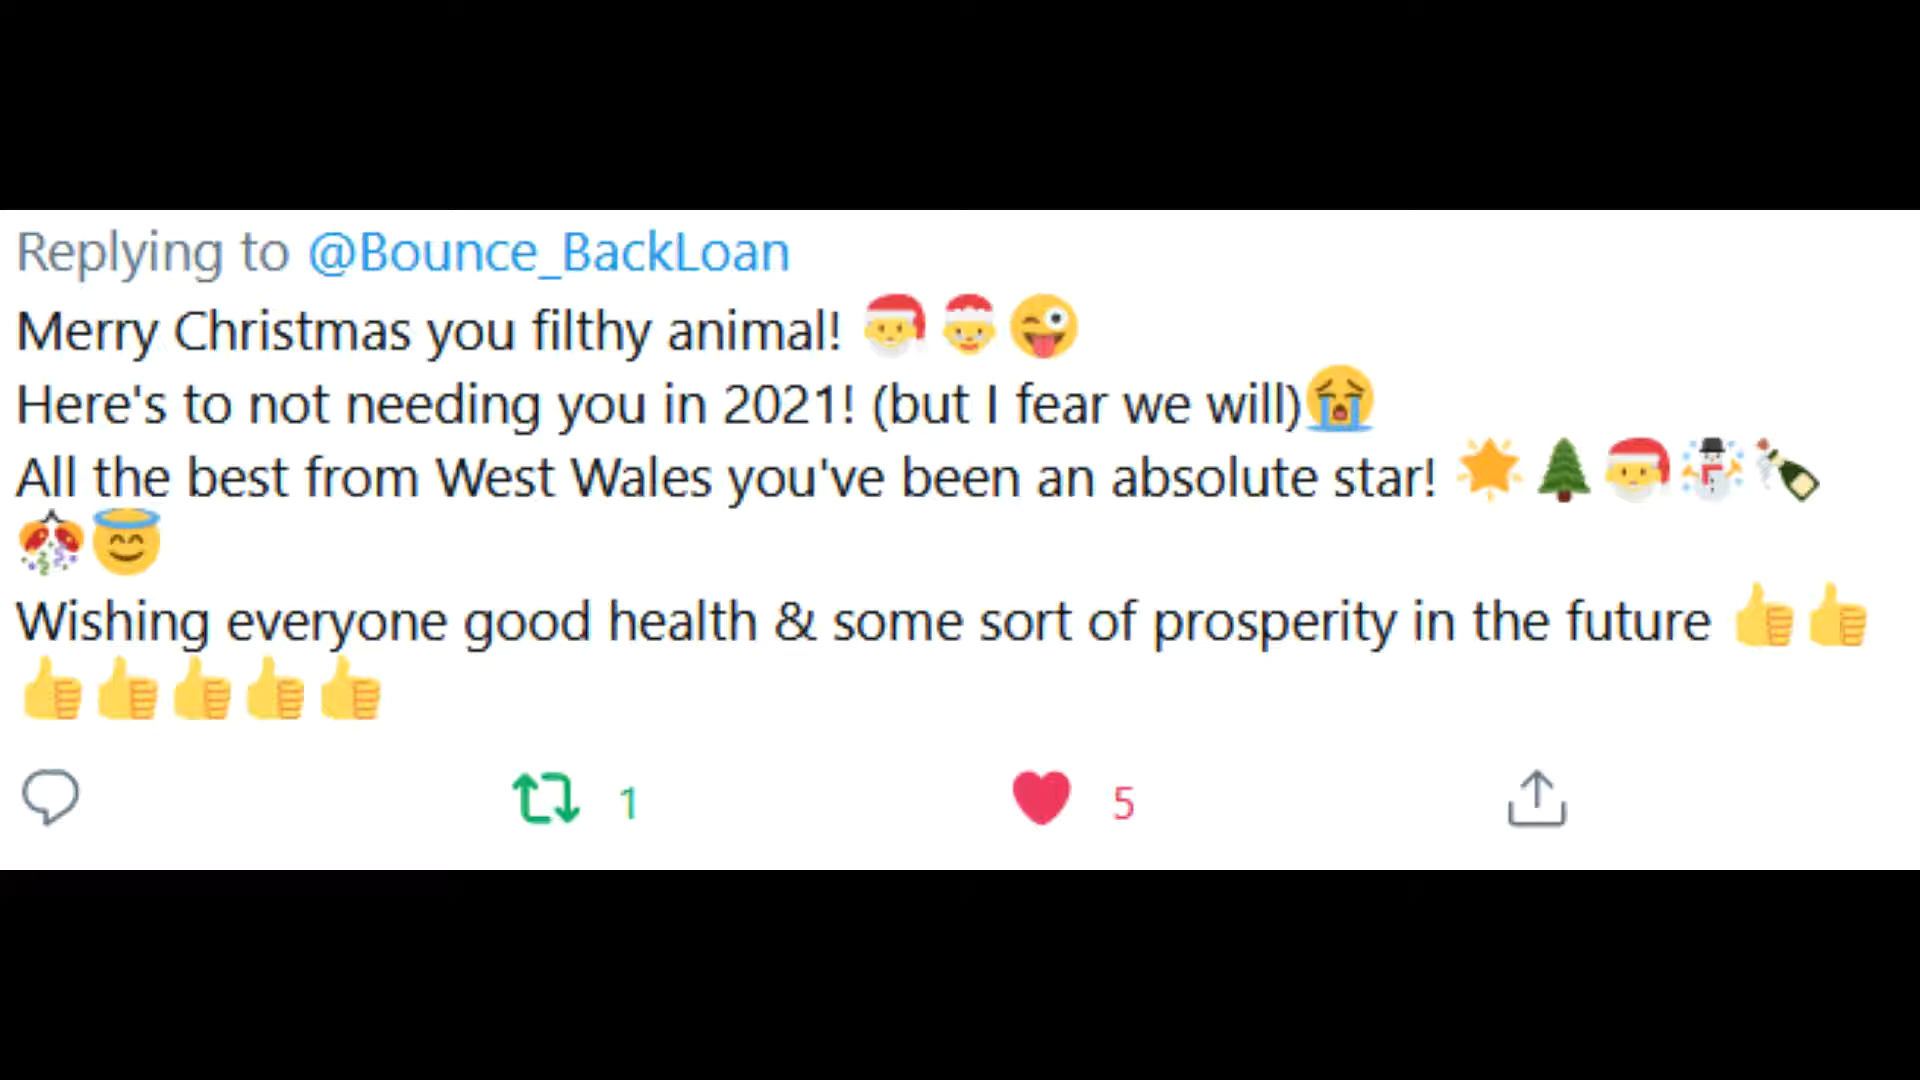 Replying to @Bounce_BackLoan
Merry Christmas you filthy animal! 🎅🤶😜
Here's to not needing you in 2021! (but I fear we will)😭
All the best from West Wales you've been an absolute star! 🌟🌲🎅☃️🍾
🎊😇
Wishing everyone good health & some sort of prosperity in the future 👍👍
👍👍👍👍👍
1 5